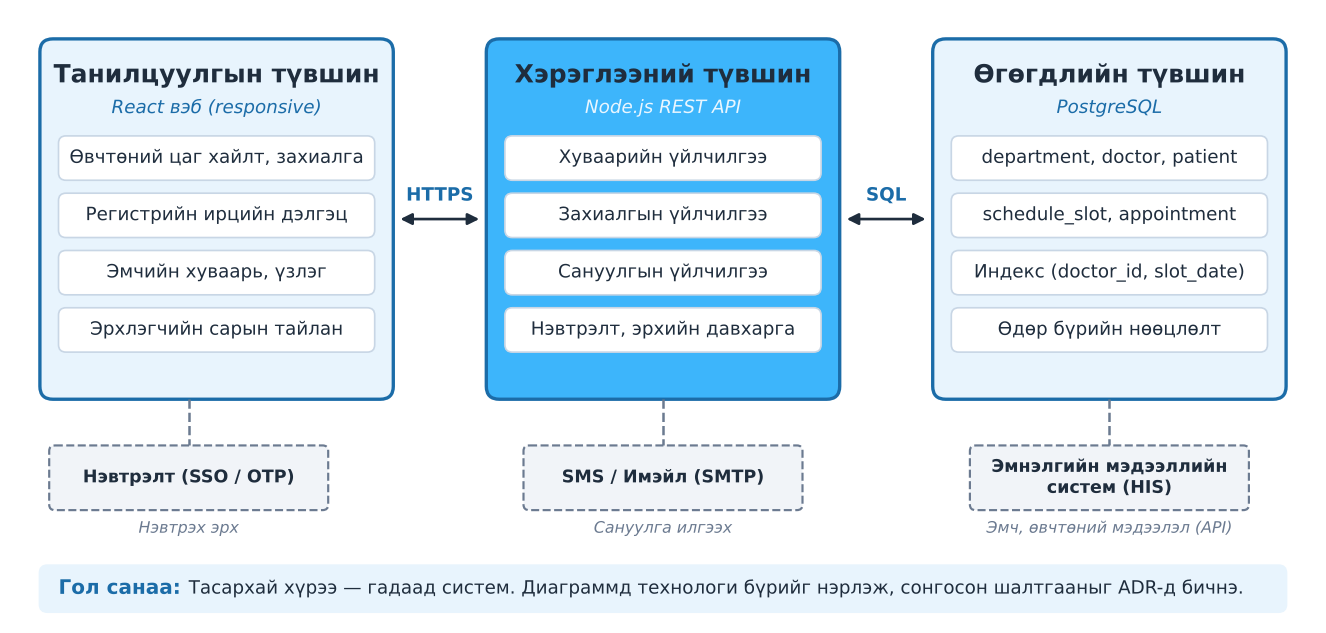 Танилцуулгын түвшин
React вэб (responsive)
Өвчтөний цаг хайлт, захиалга
Регистрийн ирцийн дэлгэц
Эмчийн хуваарь, үзлэг
Эрхлэгчийн сарын тайлан
HTTPS
Хэрэглээний түвшин
Node.js REST API
Хуваарийн үйлчилгээ
Захиалгын үйлчилгээ
Сануулгын үйлчилгээ
Нэвтрэлт, эрхийн давхарга
SQL
Өгөгдлийн түвшин
PostgreSQL
department, doctor, patient
schedule_slot, appointment
Индекс (doctor_id, slot_date)
Өдөр бүрийн нөөцлөлт
Нэвтрэлт (SSO / OTP)
Нэвтрэх эрх
SMS / Имэйл (SMTP)
Сануулга илгээх
Эмнэлгийн мэдээллийн
систем (HIS)
Эмч, өвчтөний мэдээлэл (API)
Гол санаа: Тасархай хүрээ — гадаад систем. Диаграммд технологи бүрийг нэрлэж, сонгосон шалтгааныг ADR-д бичнэ.